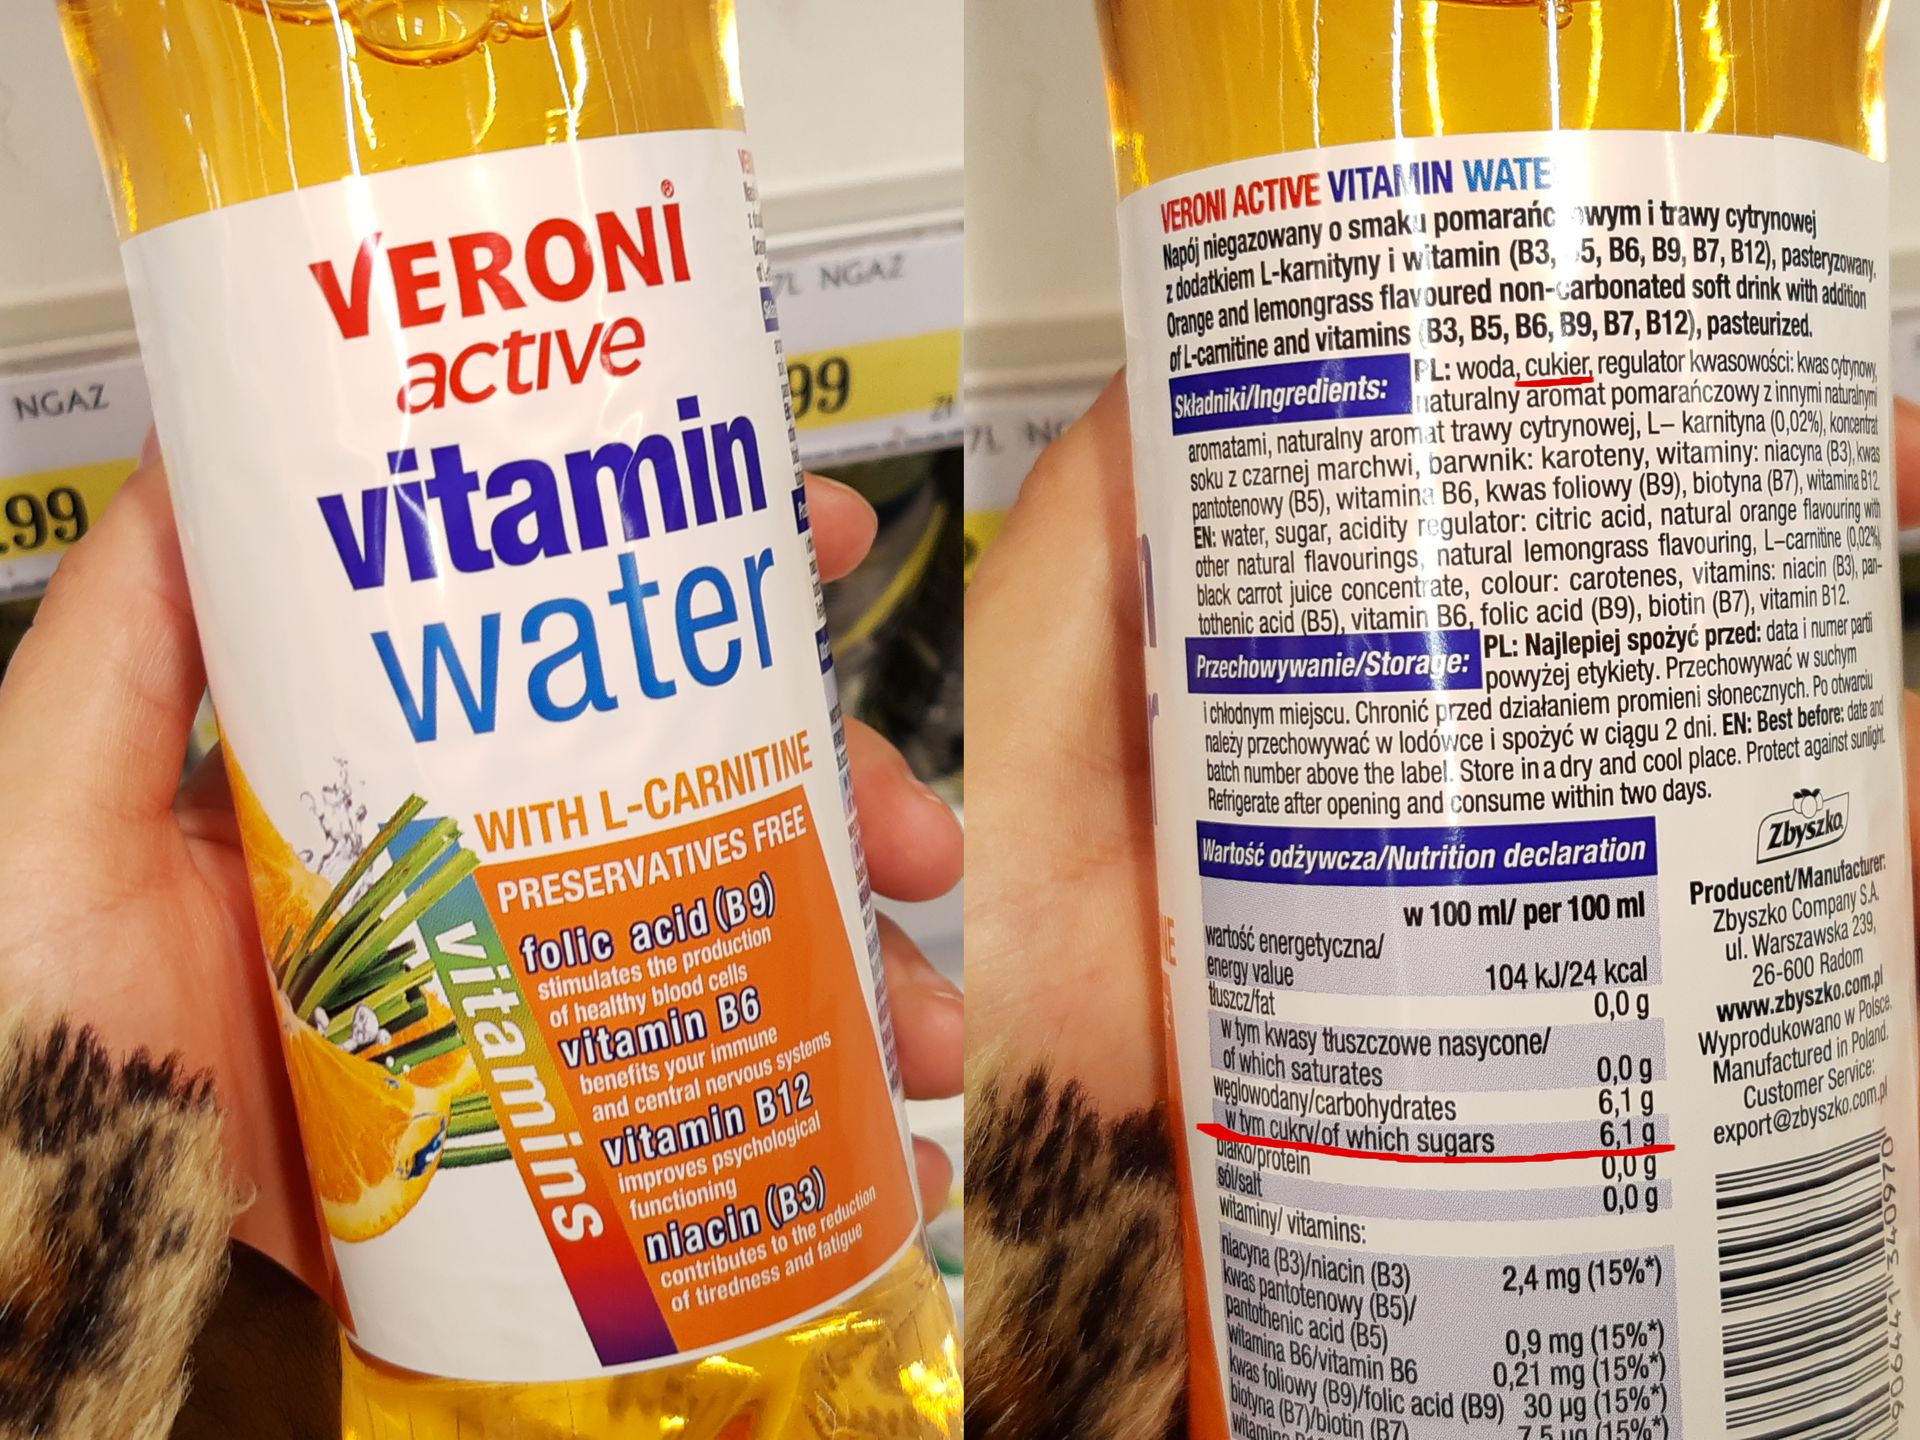 VERONI
active
vitamin
water
WITH L-CARNITINE
PRESERVATIVES FREE
vitamins
folic acid (B9)
stimulates the production
of healthy blood cells
vitamin B6
benefits your immune
and central nervous systems
vitamin B12
improves psychological
functioning
niacin (B3)
contributes to the reduction
of tiredness and fatigue
NGAZ
.99
7L NGAZ
99
VERONI ACTIVE VITAMIN WATE
Napój niegazowany o smaku pomarańc owym i trawy cytrynowej
z dodatkiem L-karnityny i witamin (B3, 5, B6, B9, B7, B12), pasteryzowany.
Orange and lemongrass flavoured non-carbonated soft drink with addition
of L-carnitine and vitamins (B3, B5, B6, B9, B7, B12), pasteurized.
Składniki/Ingredients: PL: woda, cukier, regulator kwasowości: kwas cytrynowy,
naturalny aromat pomarańczowy z innymi naturalnymi
aromatami, naturalny aromat trawy cytrynowej, L– karnityna (0,02%), koncentrat
soku z czarnej marchwi, barwnik: karoteny, witaminy: niacyna (B3), kwas
pantotenowy (B5), witamina B6, kwas foliowy (B9), biotyna (B7), witamina B12.
EN: water, sugar, acidity regulator: citric acid, natural orange flavouring with
other natural flavourings, natural lemongrass flavouring, L–carnitine (0,02%),
black carrot juice concentrate, colour: carotenes, vitamins: niacin (B3), pan-
tothenic acid (B5), vitamin B6, folic acid (B9), biotin (B7), vitamin B12.
Przechowywanie/Storage: PL: Najlepiej spożyć przed: data i numer partii
powyżej etykiety. Przechowywać w suchym
i chłodnym miejscu. Chronić przed działaniem promieni słonecznych. Po otwarciu
należy przechowywać w lodówce i spożyć w ciągu 2 dni. EN: Best before: date and
batch number above the label. Store in a dry and cool place. Protect against sunlight.
Refrigerate after opening and consume within two days.
Wartość odżywcza/Nutrition declaration
w 100 ml/ per 100 ml
wartość energetyczna/
energy value 104 kJ/24 kcal
tłuszcz/fat 0,0 g
w tym kwasy tłuszczowe nasycone/
of which saturates 0,0 g
węglowodany/carbohydrates 6,1 g
w tym cukry/of which sugars 6,1 g
białko/protein 0,0 g
sól/salt 0,0 g
witaminy/ vitamins:
niacyna (B3)/niacin (B3) 2,4 mg (15%*)
kwas pantotenowy (B5)/
pantothenic acid (B5) 0,9 mg (15%*)
witamina B6/vitamin B6 0,21 mg (15%*)
kwas foliowy (B9)/folic acid (B9) 30 µg (15%*)
biotyna (B7)/biotin (B7) 7,5 µg (15%*)
Zbyszko
Producent/Manufacturer:
Zbyszko Company S.A.
ul. Warszawska 239,
26-600 Radom
www.zbyszko.com.pl
Wyprodukowano w Polsce.
Manufactured in Poland.
Customer Service:
export@zbyszko.com.pl
906441 340970